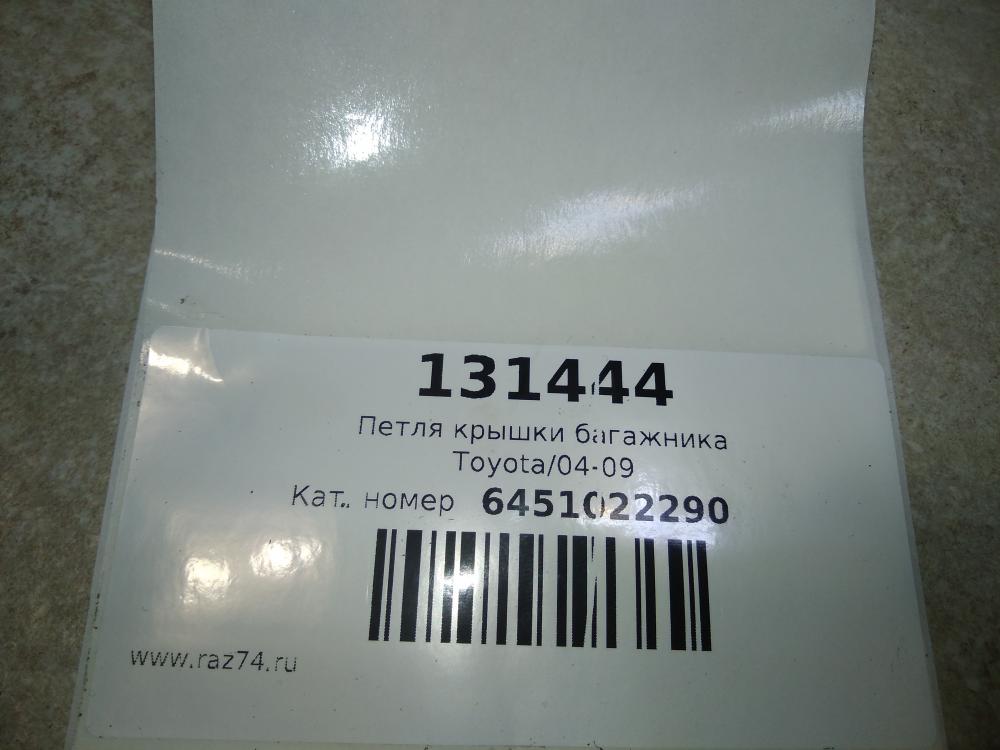 131444
Петля крышки багажника
Toyota/04-09
Кат. номер 6451022290
www.raz74.ru